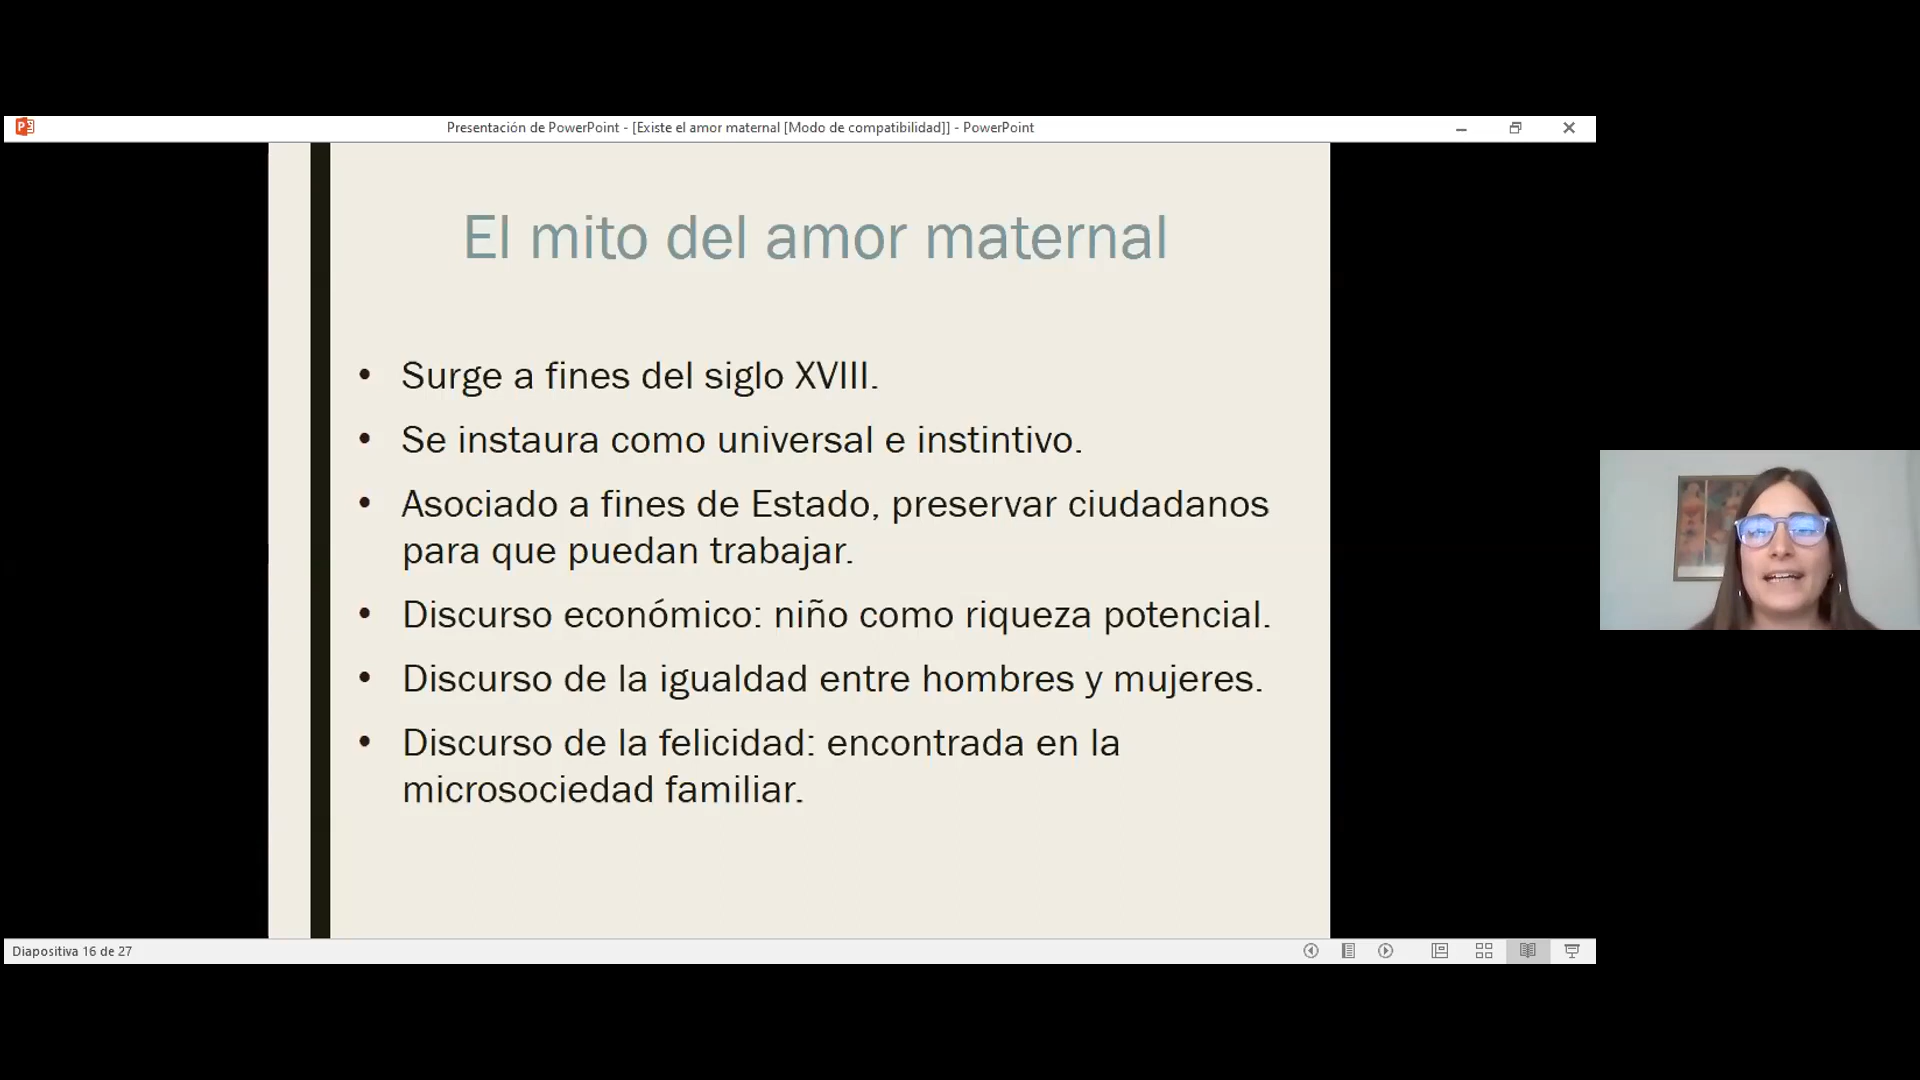 Presentación de PowerPoint - [Existe el amor maternal [Modo de compatibilidad]] - PowerPoint
El mito del amor maternal
• Surge a fines del siglo XVIII.
• Se instaura como universal e instintivo.
• Asociado a fines de Estado, preservar ciudadanos
para que puedan trabajar.
• Discurso económico: niño como riqueza potencial.
• Discurso de la igualdad entre hombres y mujeres.
• Discurso de la felicidad: encontrada en la
microsociedad familiar.
Diapositiva 16 de 27